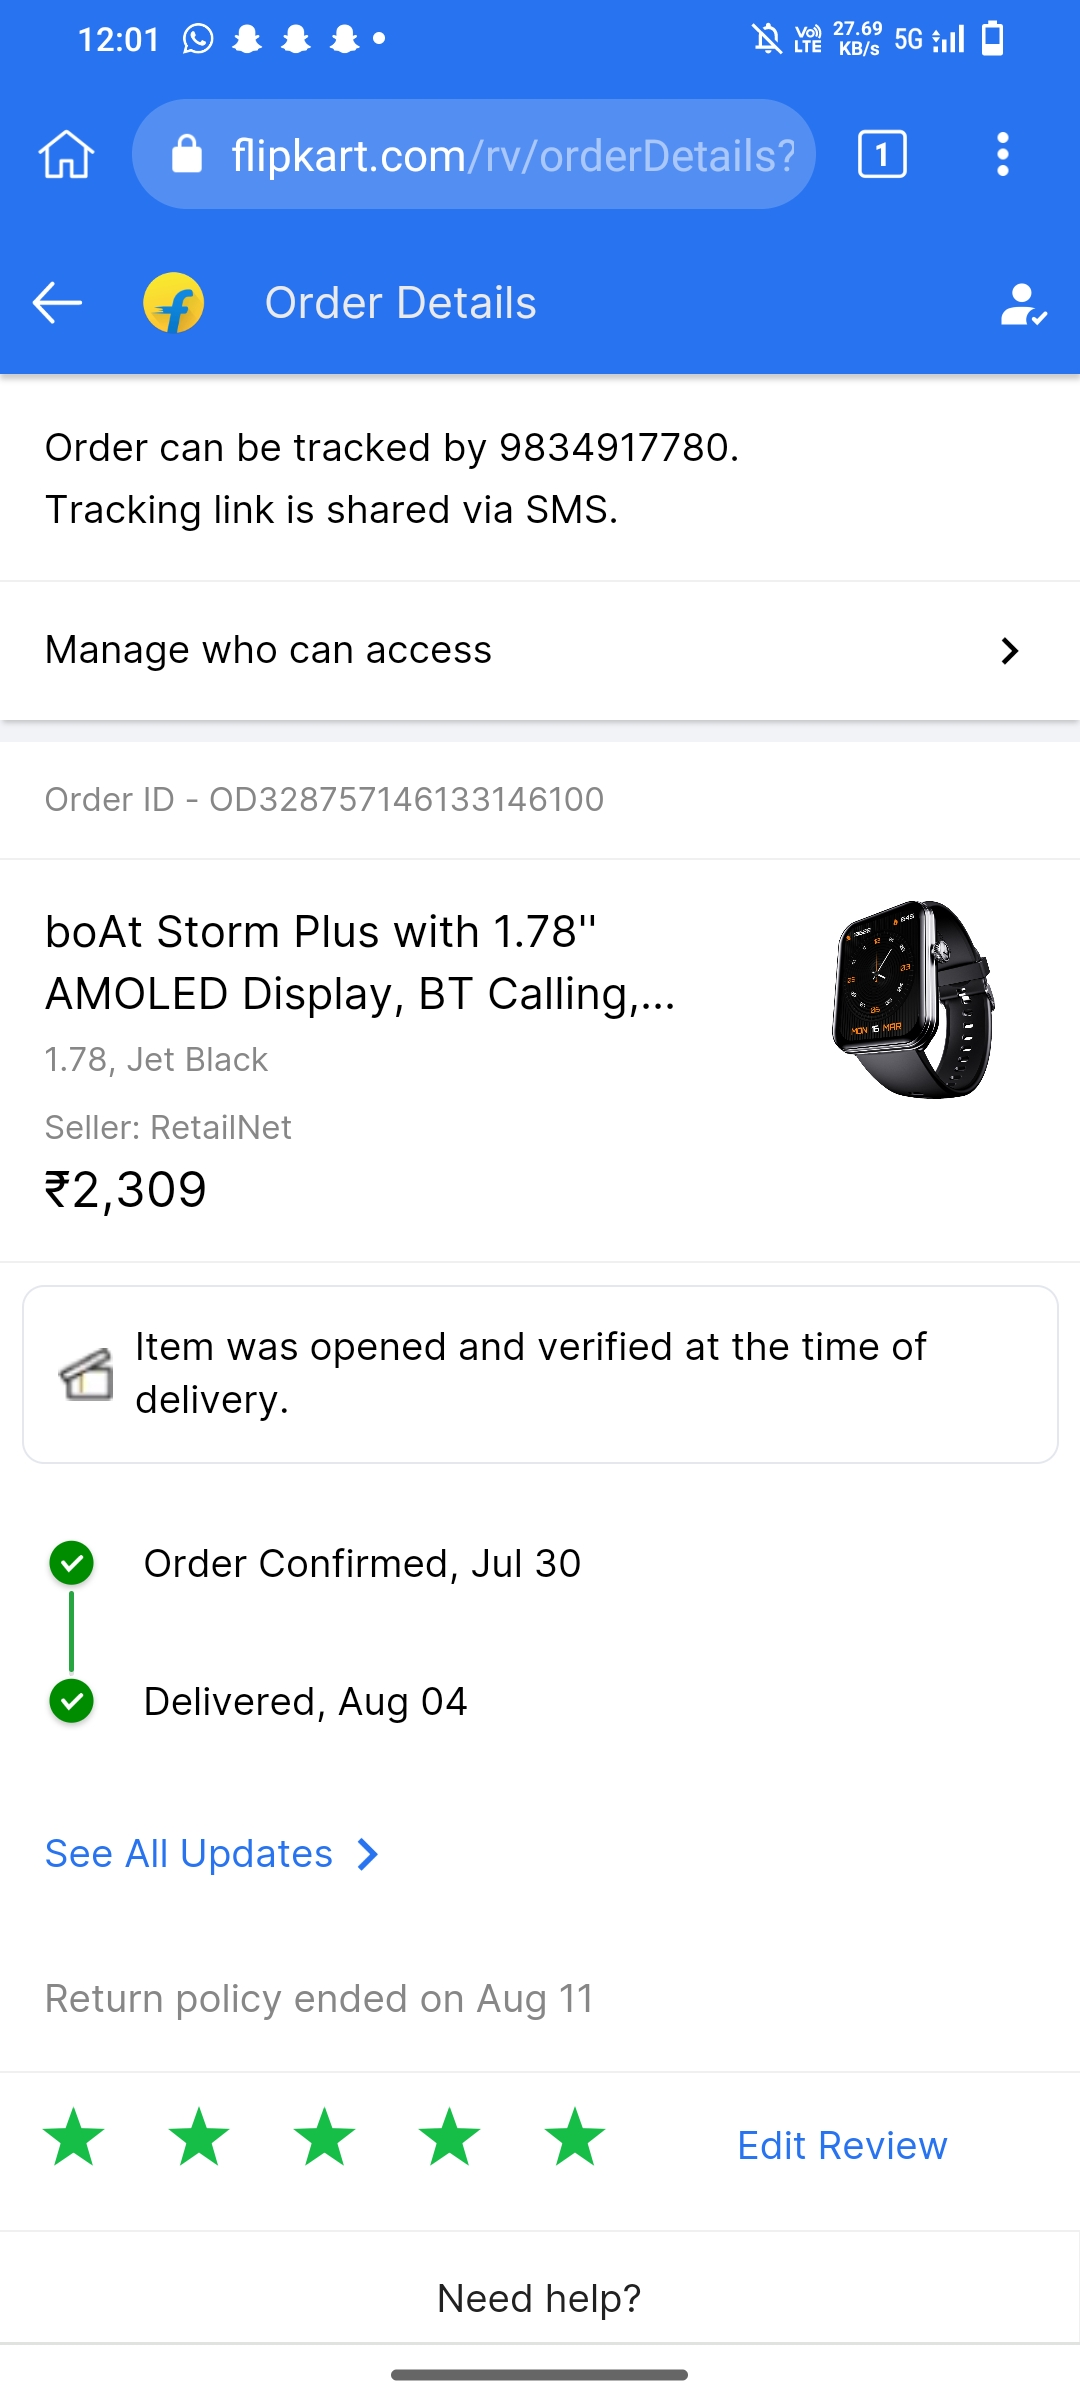 12:01
Vo)) LTE 27.69 KB/s 5G
flipkart.com/rv/orderDetails?
1
Order Details
Order can be tracked by 9834917780.
Tracking link is shared via SMS.
Manage who can access
Order ID - OD328757146133146100
boAt Storm Plus with 1.78"
AMOLED Display, BT Calling,...
1.78, Jet Black
Seller: RetailNet
₹2,309
MON 16 MAR
Item was opened and verified at the time of
delivery.
Order Confirmed, Jul 30
Delivered, Aug 04
See All Updates
Return policy ended on Aug 11
Edit Review
Need help?